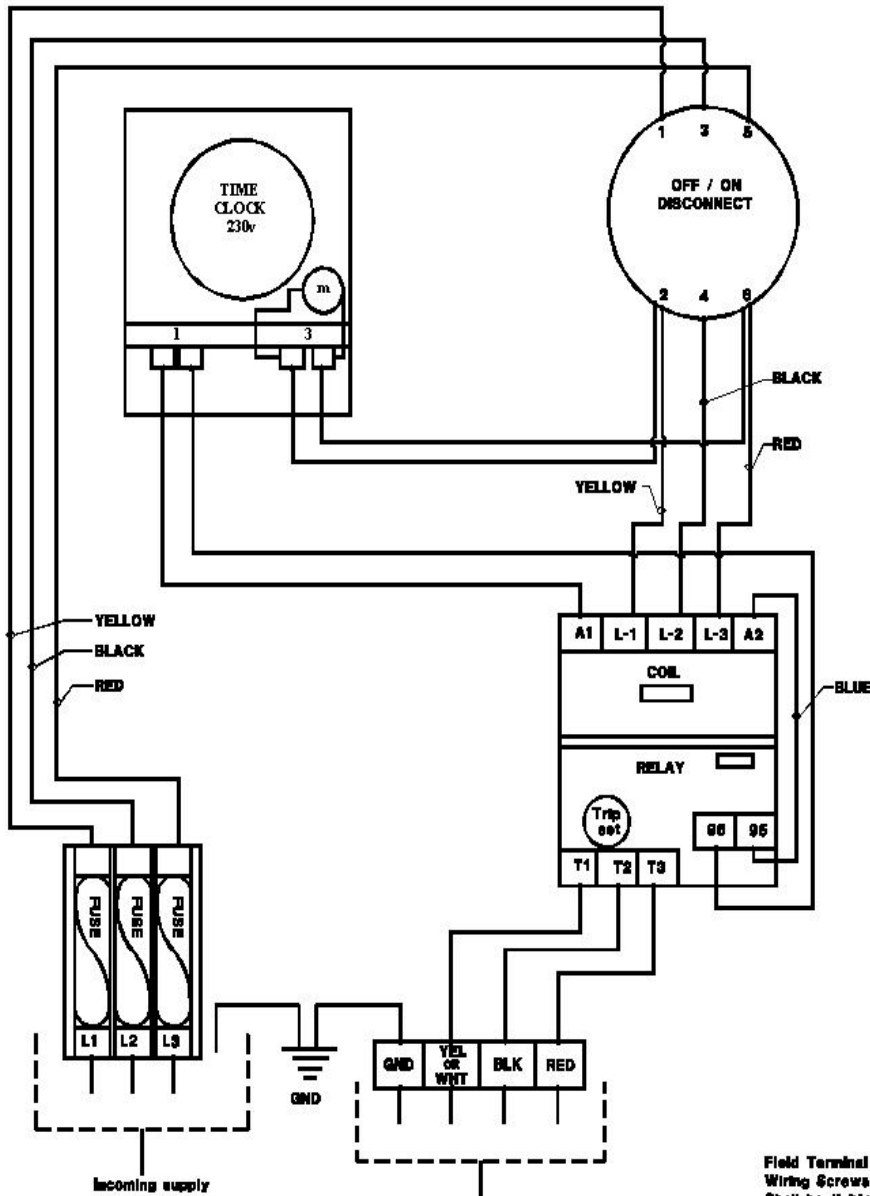 1 3 5
OFF / ON
DISCONNECT
2 4 6
TIME
CLOCK
230v
m
1 3
BLACK
RED
YELLOW
YELLOW
BLACK
RED
A1 L-1 L-2 L-3 A2
COIL
BLUE
RELAY
Trip
set
96 95
T1 T2 T3
FUSE FUSE FUSE
L1 L2 L3
GND
GND
YEL
OR
WHT
BLK
RED
Incoming supply
Field Terminal
Wiring Screws